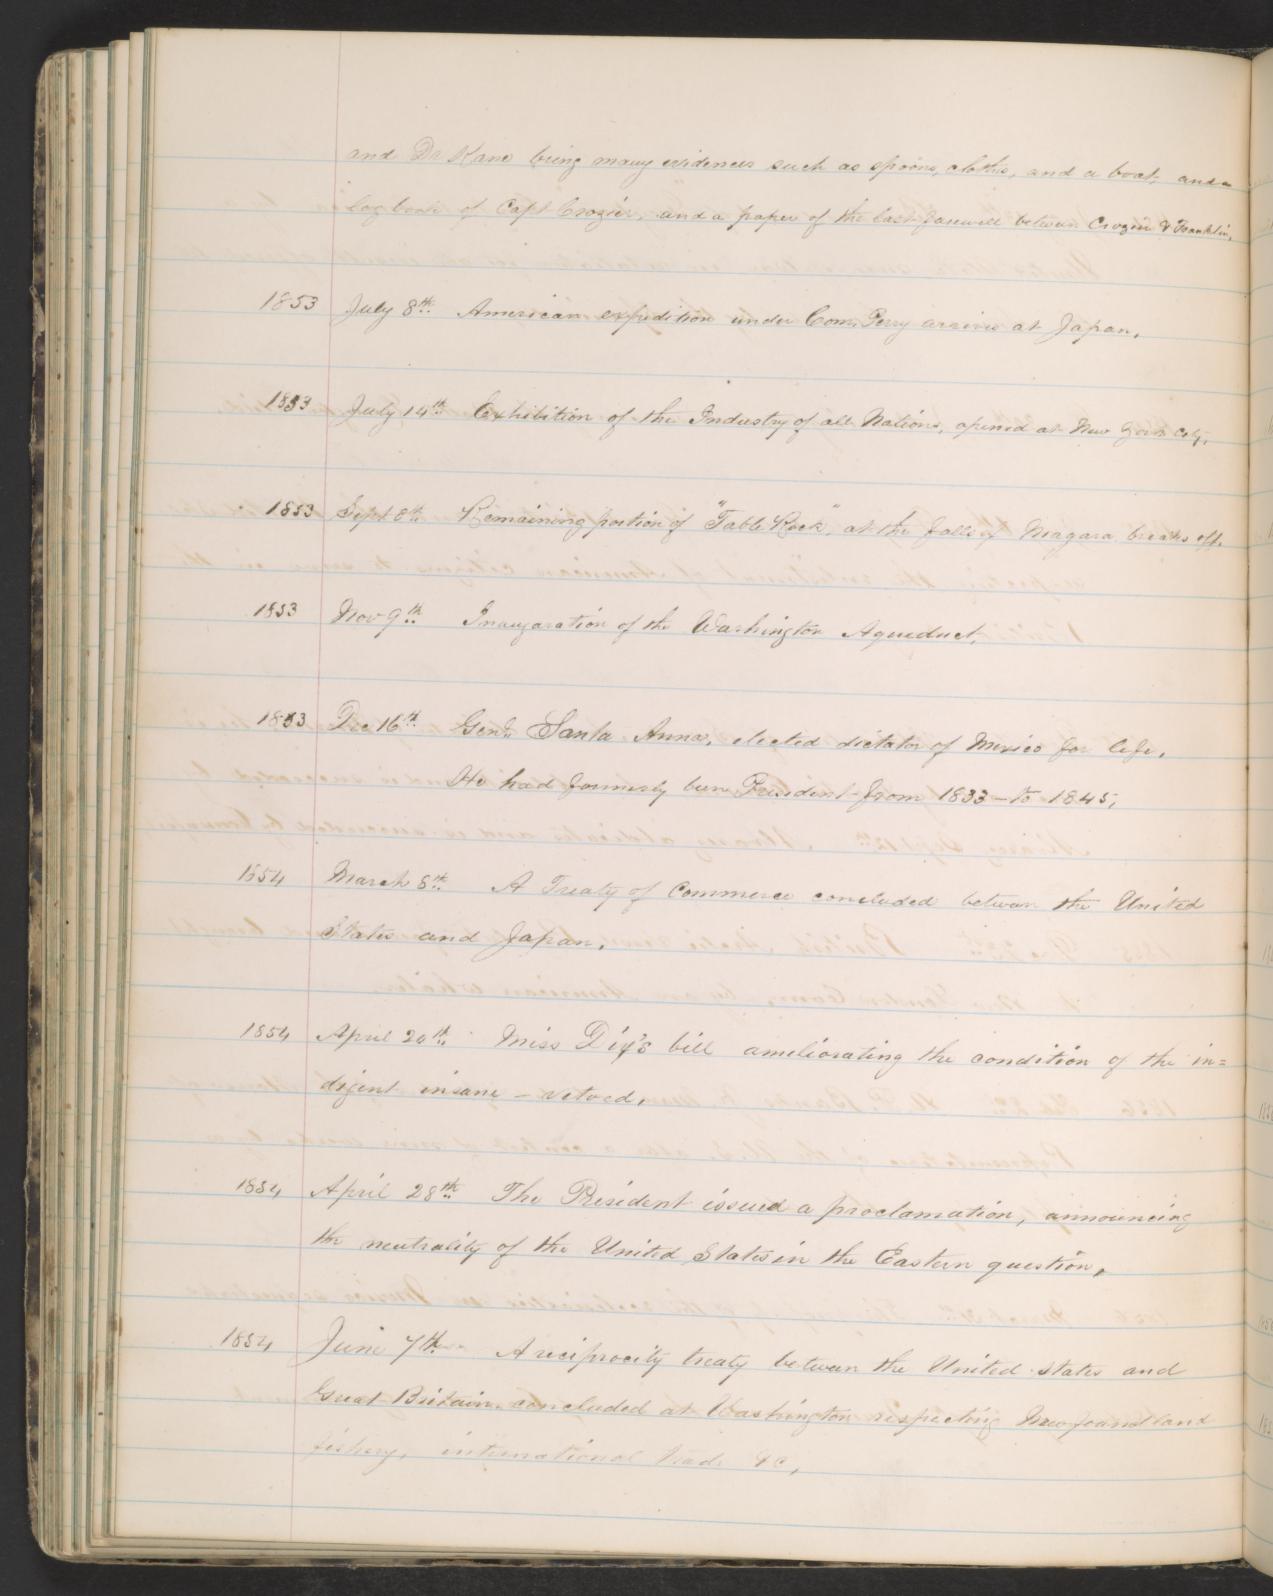 and Dr Kane bring many evidences such as spoons, cloths, and a boat, and a
log book of Capt Crozier, and a paper of the last farewell between Crozier & Franklin,
1853 July 8th American expedition under Com. Perry arrives at Japan,
1853 July 14th Exhibition of the Industry of all Nations, opened at New York City,
1853 Sept 8th Remaining portion of "Table Rock", at the falls of Niagara breaks off.
1853 Nov 9th Inaugaration of the Washington Aqueduct,
1853 Dec 16th Genl. Santa Anna, elected dictator of Mexico for life,
He had formerly been President from 1833 – to 1845,
1854 March 8th A Treaty of Commerce concluded between the United
States and Japan,
1854 April 20th Miss Dix's bill ameliorating the condition of the in=
digent insane – vetoed,
1854 April 28th The President issued a proclamation, announcing
the neutrality of the United States in the Eastern question,
1854 June 7th A reciprocity treaty between the United States and
Great Britain, concluded at Washington respecting Newfoundland
fishery, international trade &c,